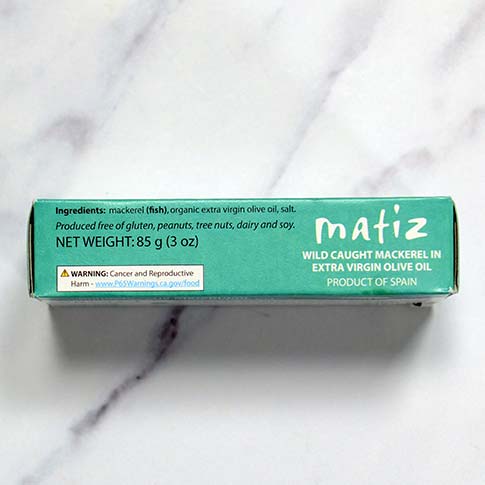 Ingredients: mackerel (fish), organic extra virgin olive oil, salt.
Produced free of gluten, peanuts, tree nuts, dairy and soy.
NET WEIGHT: 85 g (3 oz)
WARNING: Cancer and Reproductive
Harm - www.P65Warnings.ca.gov/food
matiz
WILD CAUGHT MACKEREL IN
EXTRA VIRGIN OLIVE OIL
PRODUCT OF SPAIN